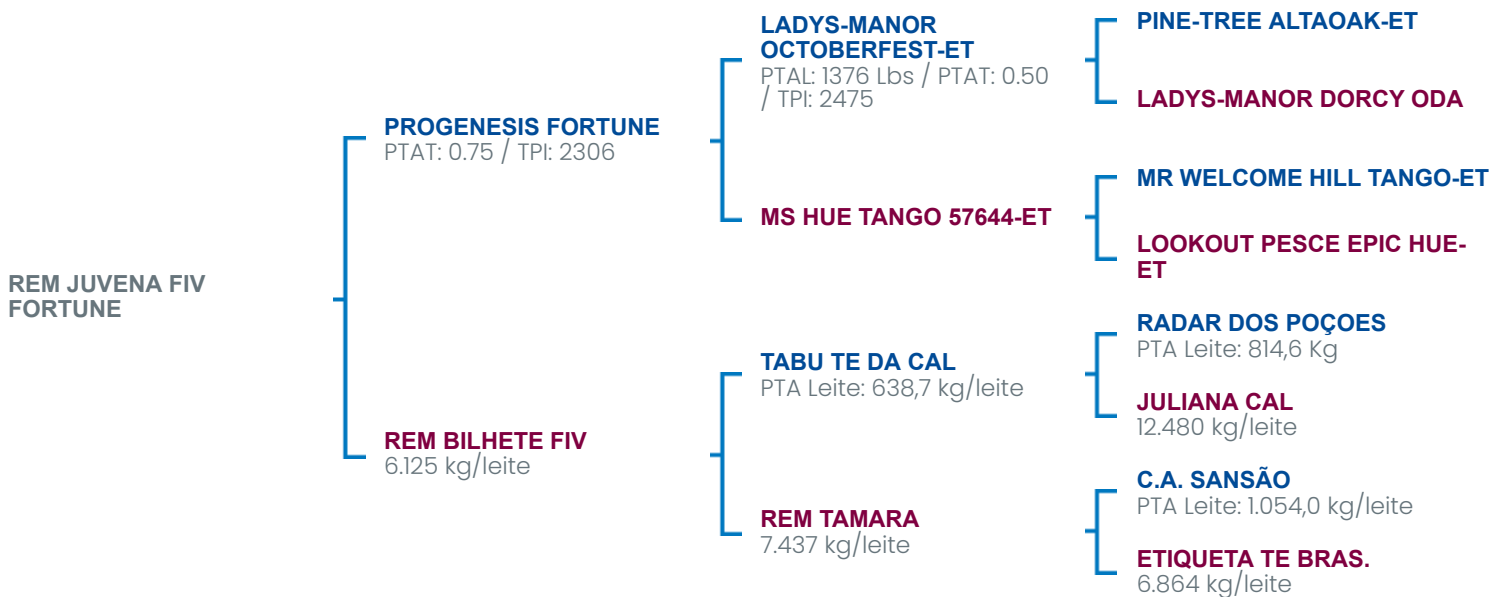 REM JUVENA FIV
FORTUNE
PROGENESIS FORTUNE
PTAT: 0.75 / TPI: 2306
REM BILHETE FIV
6.125 kg/leite
LADYS-MANOR
OCTOBERFEST-ET
PTAL: 1376 Lbs / PTAT: 0.50
/ TPI: 2475
MS HUE TANGO 57644-ET
TABU TE DA CAL
PTA Leite: 638,7 kg/leite
REM TAMARA
7.437 kg/leite
PINE-TREE ALTAOAK-ET
LADYS-MANOR DORCY ODA
MR WELCOME HILL TANGO-ET
LOOKOUT PESCE EPIC HUE-
ET
RADAR DOS POÇOES
PTA Leite: 814,6 Kg
JULIANA CAL
12.480 kg/leite
C.A. SANSÃO
PTA Leite: 1.054,0 kg/leite
ETIQUETA TE BRAS.
6.864 kg/leite